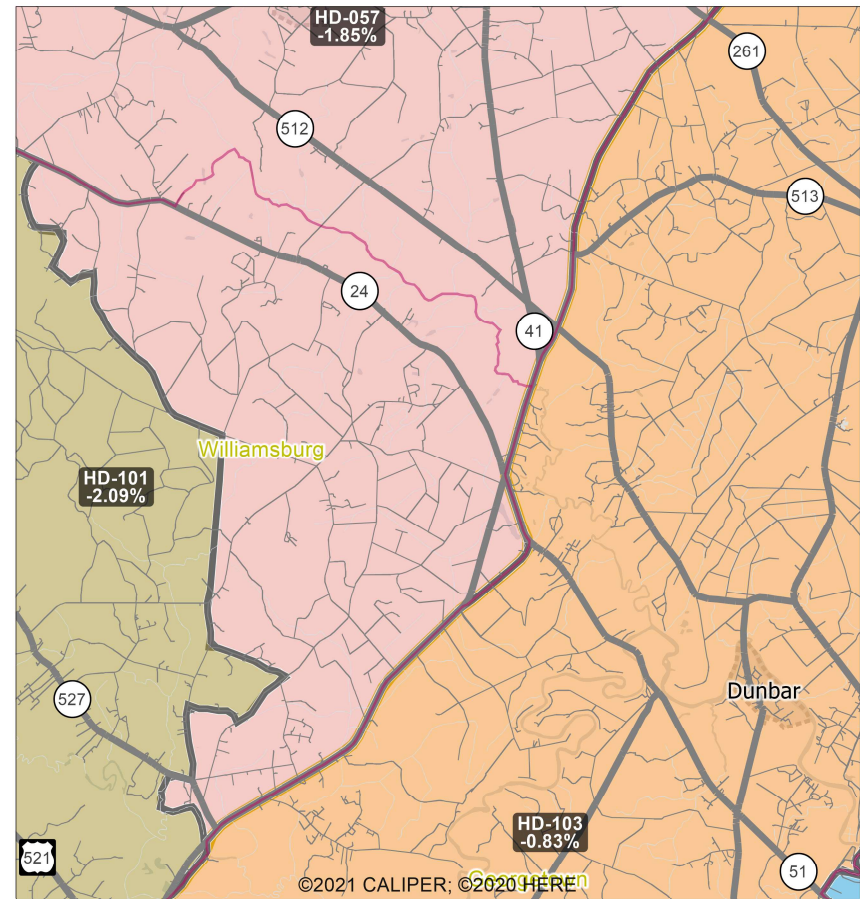 HD-057
-1.85%
261
512
513
24
41
Williamsburg
HD-101
-2.09%
527
Dunbar
HD-103
-0.83%
521
51
Georgetown
©2021 CALIPER; ©2020 HERE